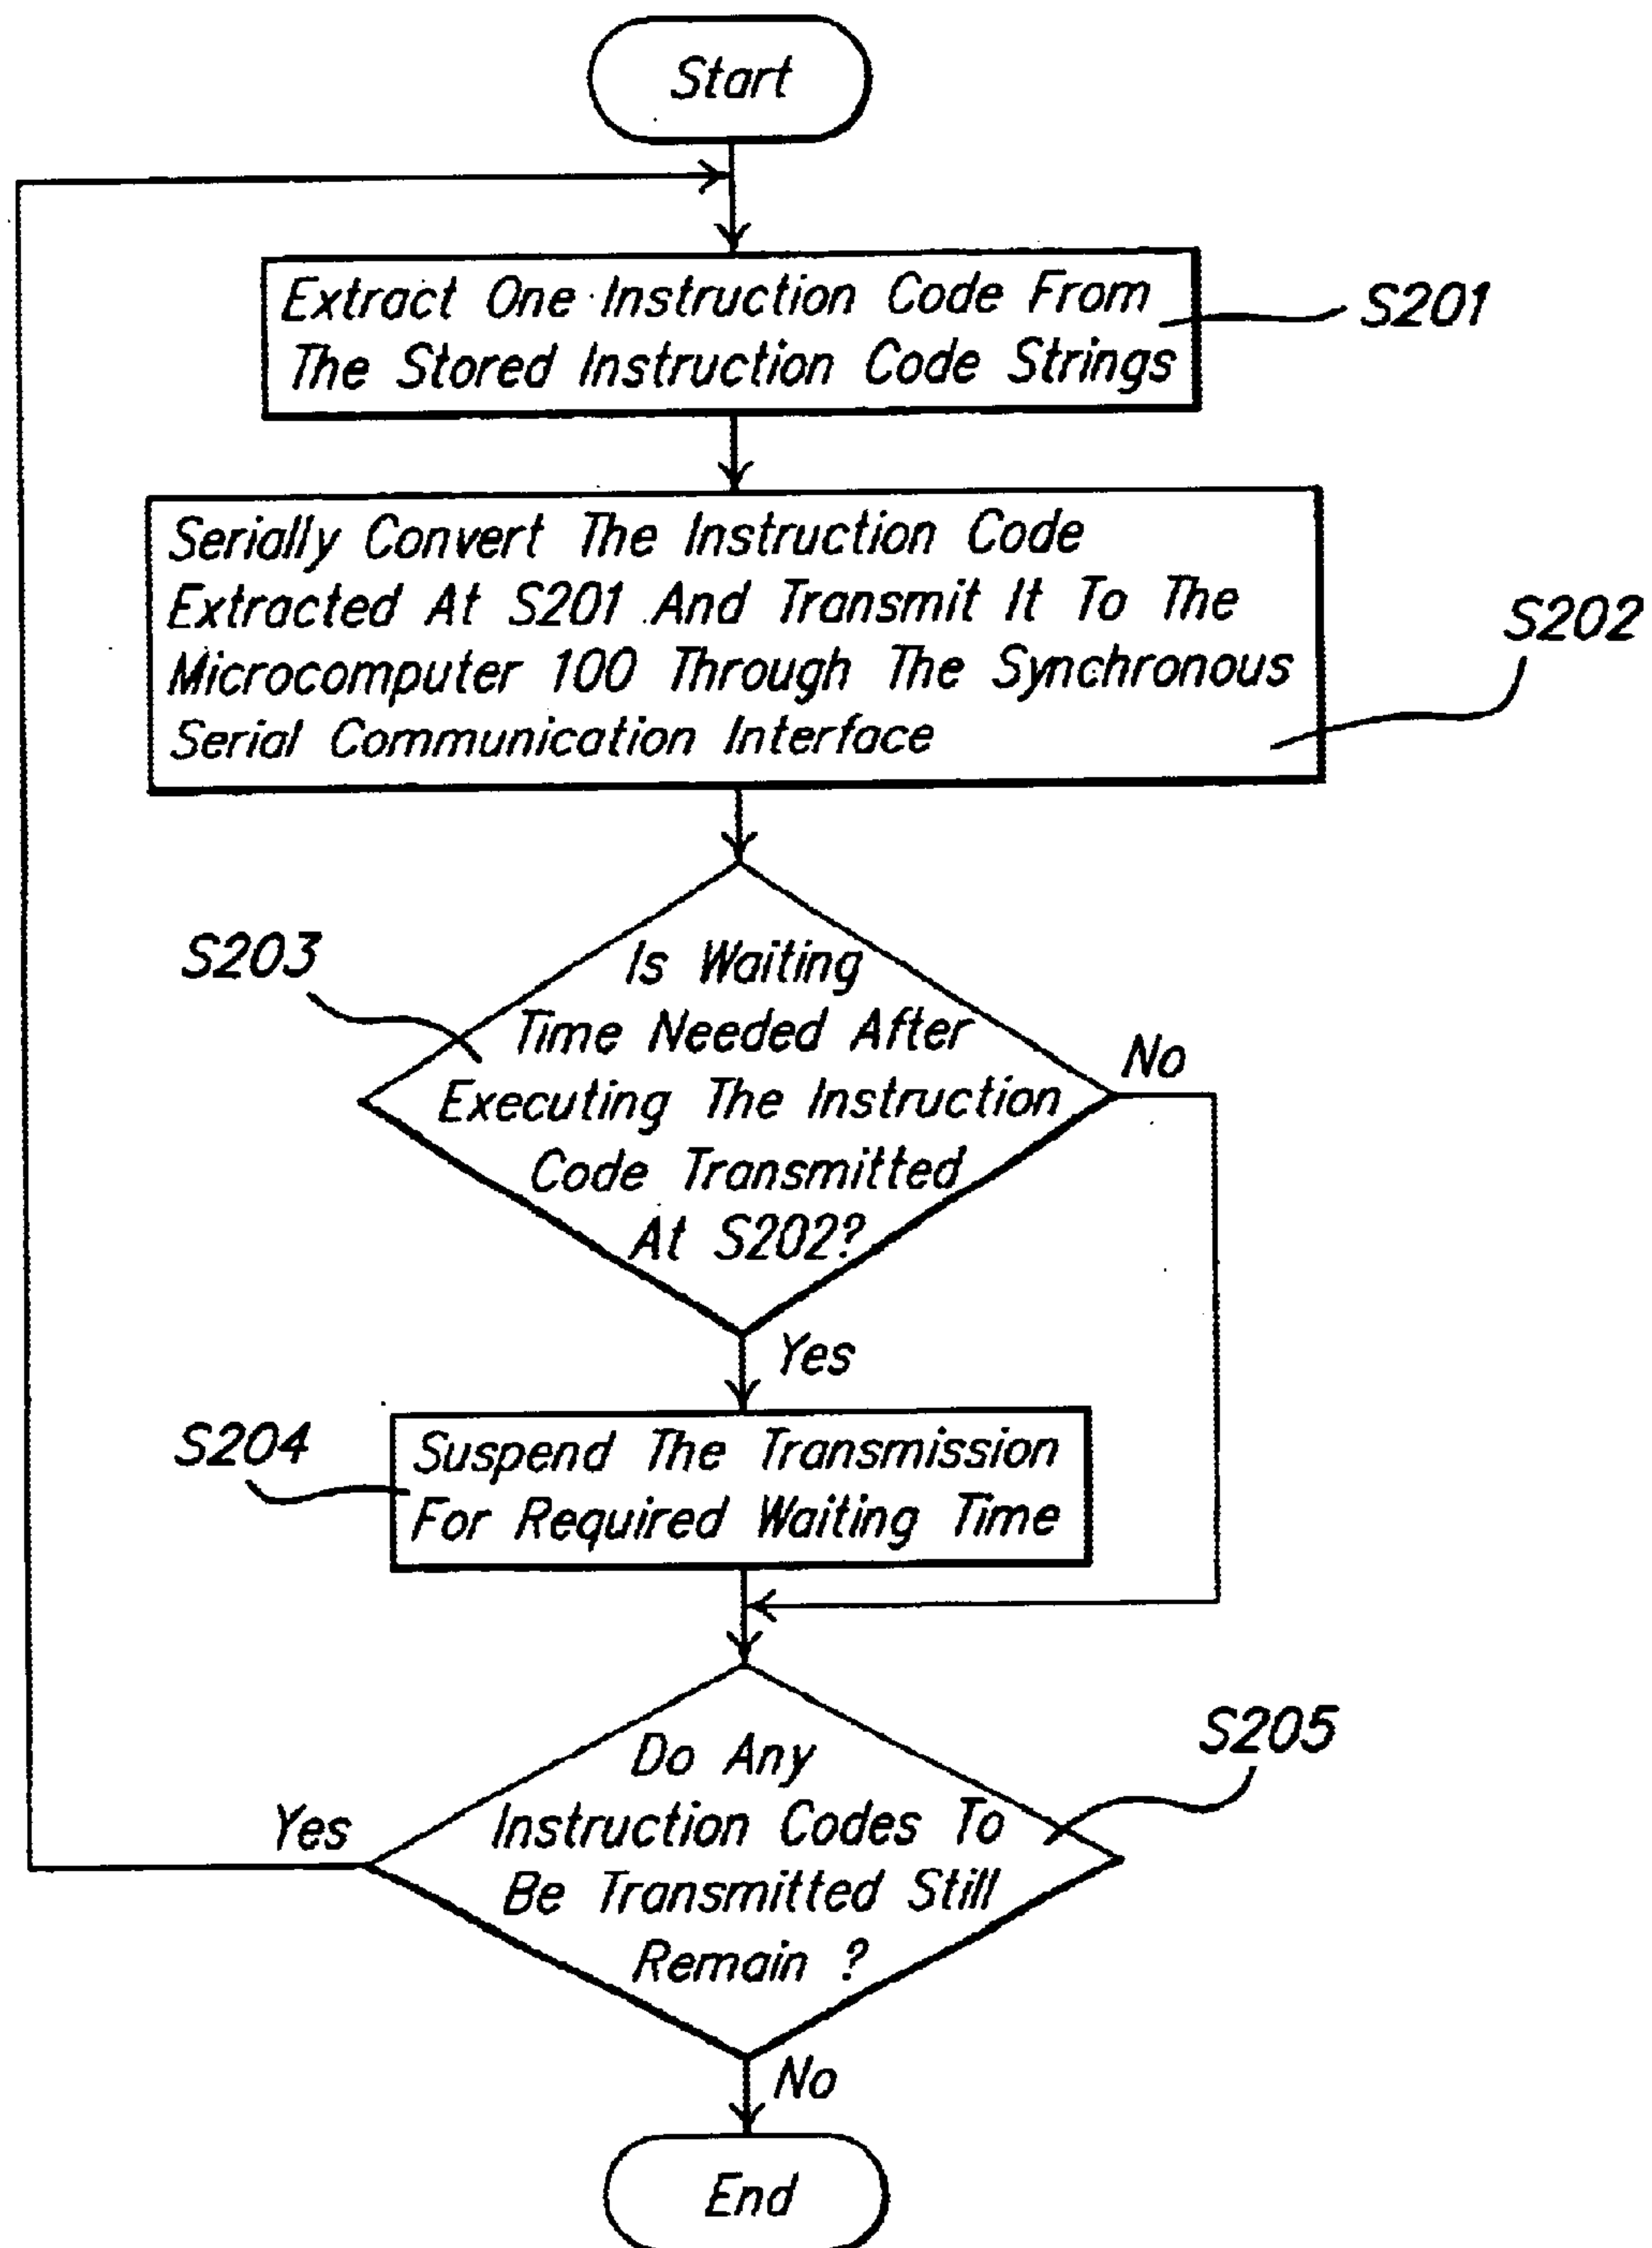 Start
Extract One Instruction Code From
The Stored Instruction Code Strings
S201
Serially Convert The Instruction Code
Extracted At S201 And Transmit It To The
Microcomputer 100 Through The Synchronous
Serial Communication Interface
S202
S203
Is Waiting
Time Needed After
Executing The Instruction
Code Transmitted
At S202?
No
Yes
S204
Suspend The Transmission
For Required Waiting Time
S205
Do Any
Instruction Codes To
Be Transmitted Still
Remain ?
Yes
No
End